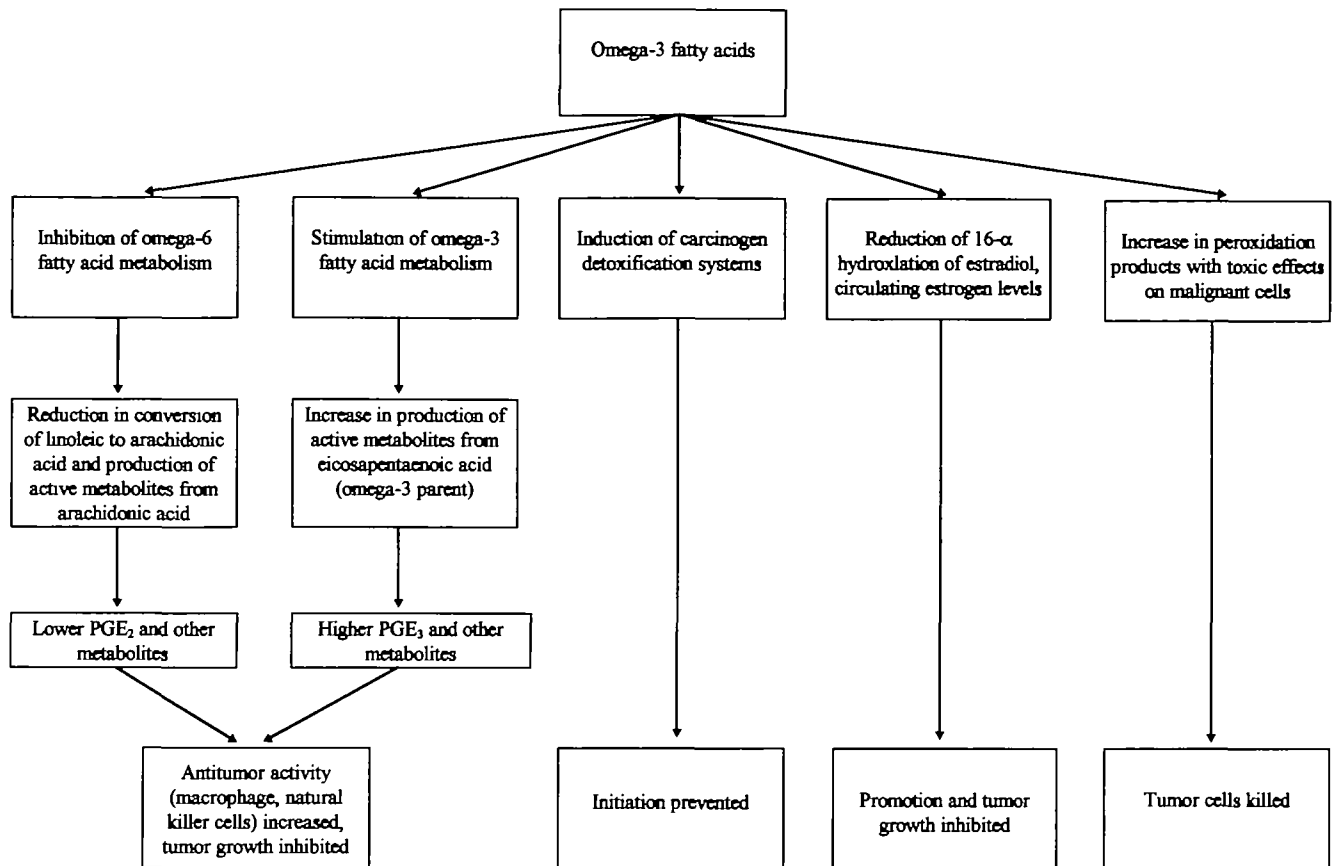 Omega-3 fatty acids
Inhibition of omega-6
fatty acid metabolism
Stimulation of omega-3
fatty acid metabolism
Induction of carcinogen
detoxification systems
Reduction of 16-α
hydroxlation of estradiol,
circulating estrogen levels
Increase in peroxidation
products with toxic effects
on malignant cells
Reduction in conversion
of linoleic to arachidonic
acid and production of
active metabolites from
arachidonic acid
Increase in production of
active metabolites from
eicosapentaenoic acid
(omega-3 parent)
Lower PGE₂ and other
metabolites
Higher PGE₃ and other
metabolites
Antitumor activity
(macrophage, natural
killer cells) increased,
tumor growth inhibited
Initiation prevented
Promotion and tumor
growth inhibited
Tumor cells killed